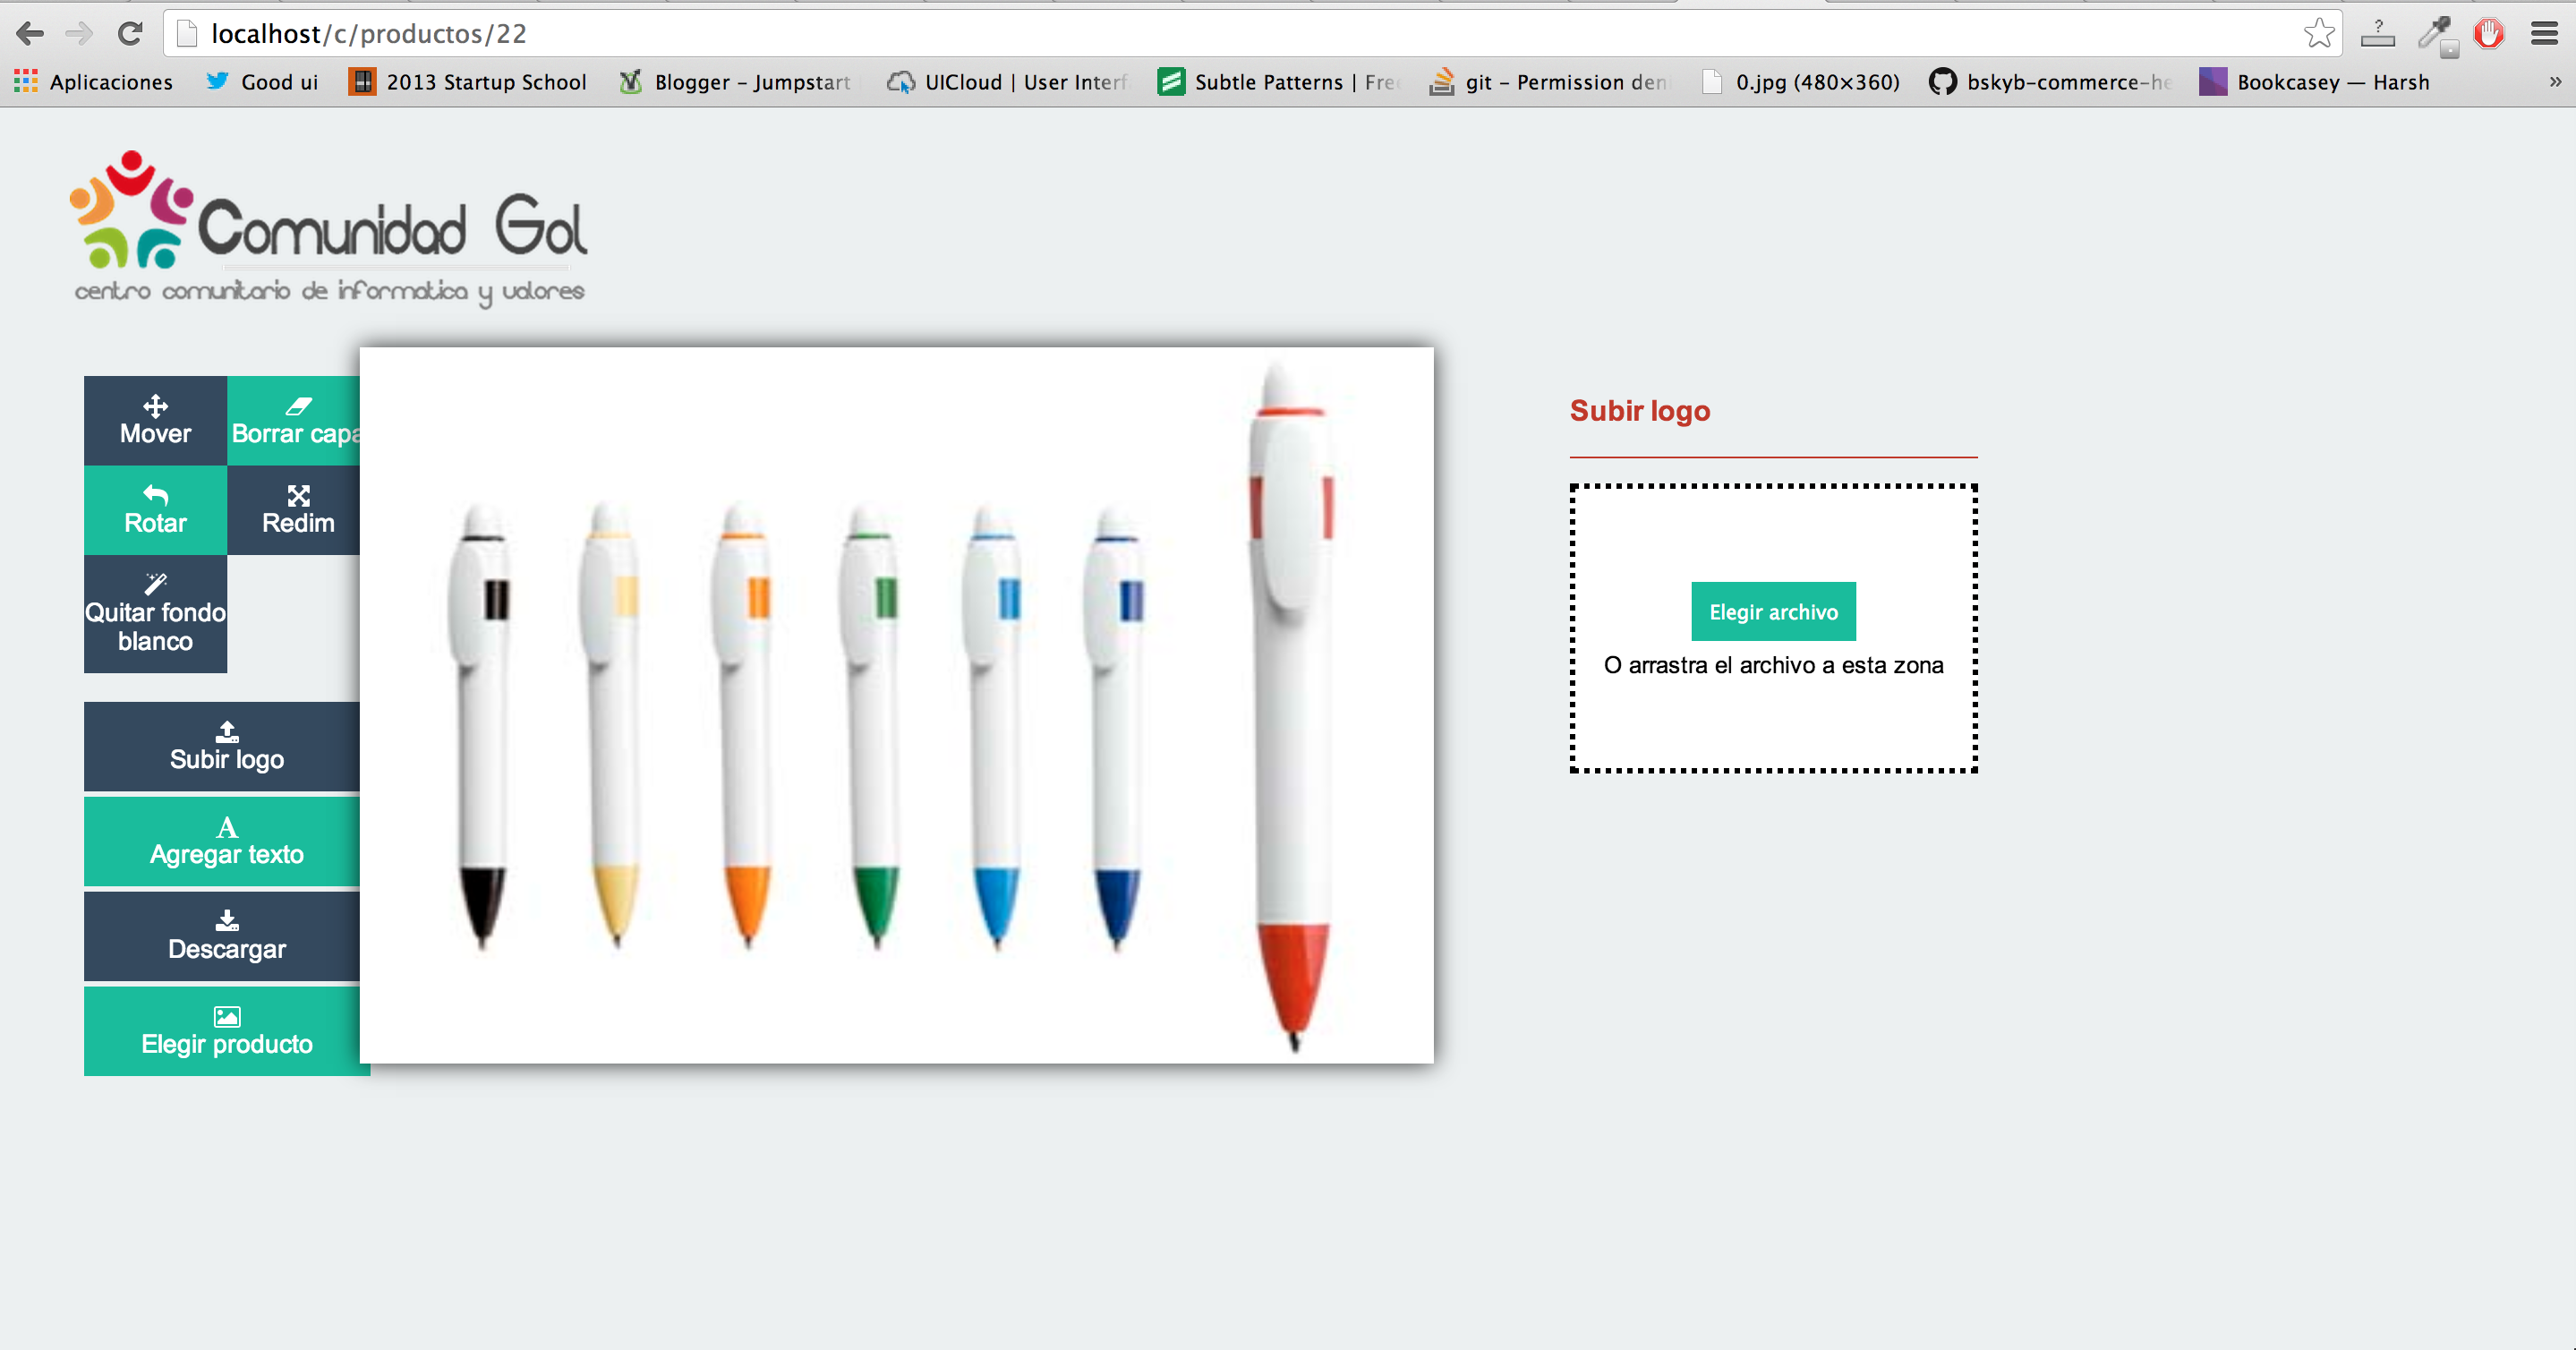 localhost/c/productos/22
?
Aplicaciones
Good ui
2013 Startup School
Blogger – Jumpstart
UICloud | User Interf
Subtle Patterns | Fre
git – Permission den
0.jpg (480×360)
bskyb-commerce-he
Bookcasey — Harsh
»
Comunidad Gol
centro comunitario de informatica y valores
Mover
Borrar capa
Rotar
Redim
Quitar fondo
blanco
Subir logo
A
Agregar texto
Descargar
Elegir producto
Subir logo
Elegir archivo
O arrastra el archivo a esta zona